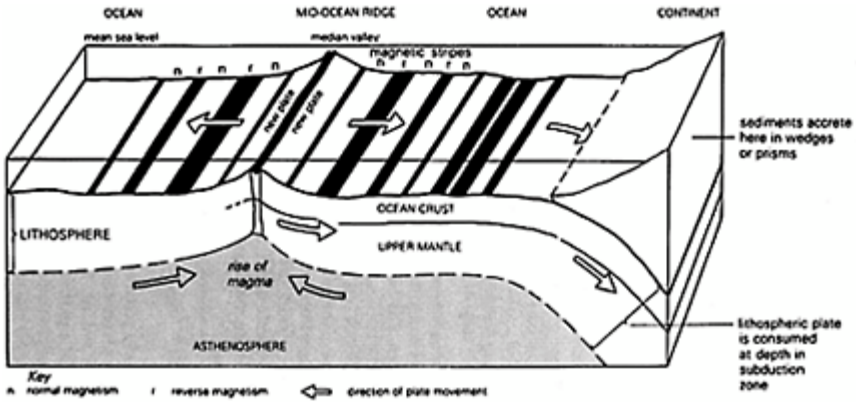 OCEAN MID-OCEAN RIDGE OCEAN CONTINENT
mean sea level median valley
magnetic stripes
n r n r n n r n r n
new plate
new plate
sediments accrete
here in wedges
or prisms
OCEAN CRUST
LITHOSPHERE
UPPER MANTLE
rise of
magma
ASTHENOSPHERE
lithospheric plate
is consumed
at depth in
subduction
zone
Key
n normal magnetism r reverse magnetism direction of plate movement